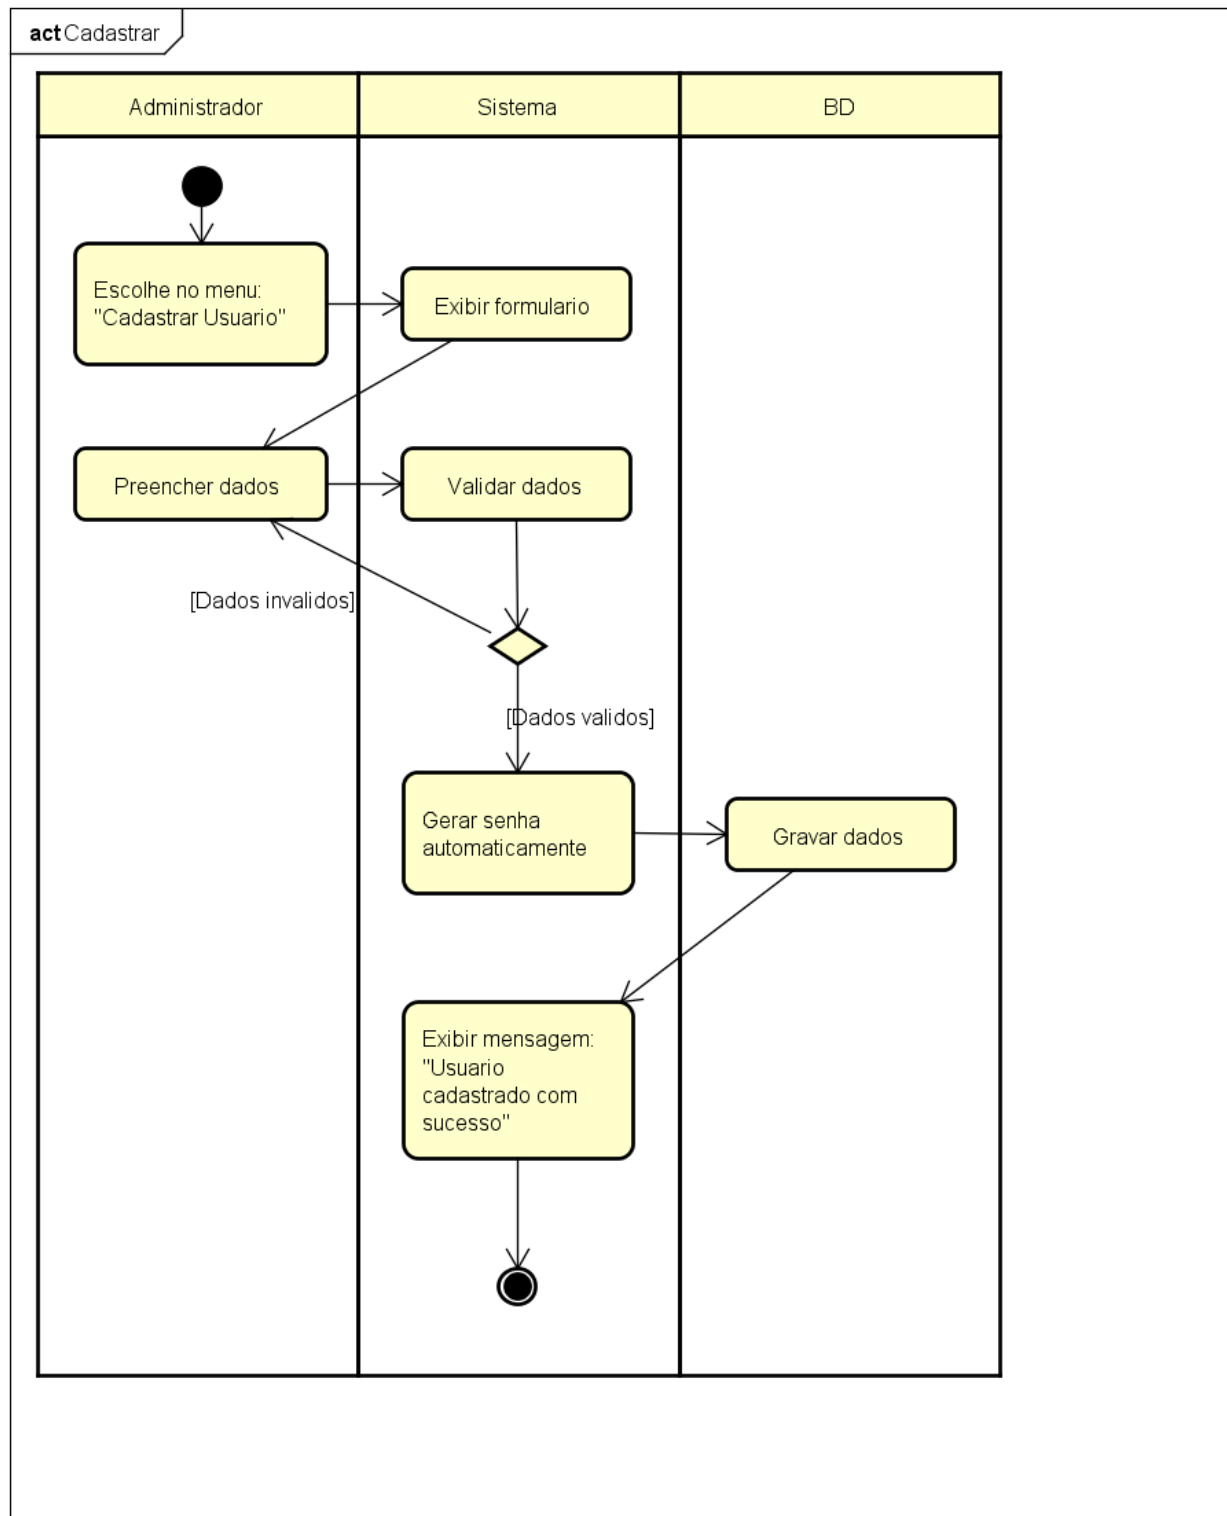 act Cadastrar
Administrador
Sistema
BD
Escolhe no menu:
"Cadastrar Usuario"
Exibir formulario
Preencher dados
Validar dados
[Dados invalidos]
[Dados validos]
Gerar senha
automaticamente
Gravar dados
Exibir mensagem:
"Usuario
cadastrado com
sucesso"